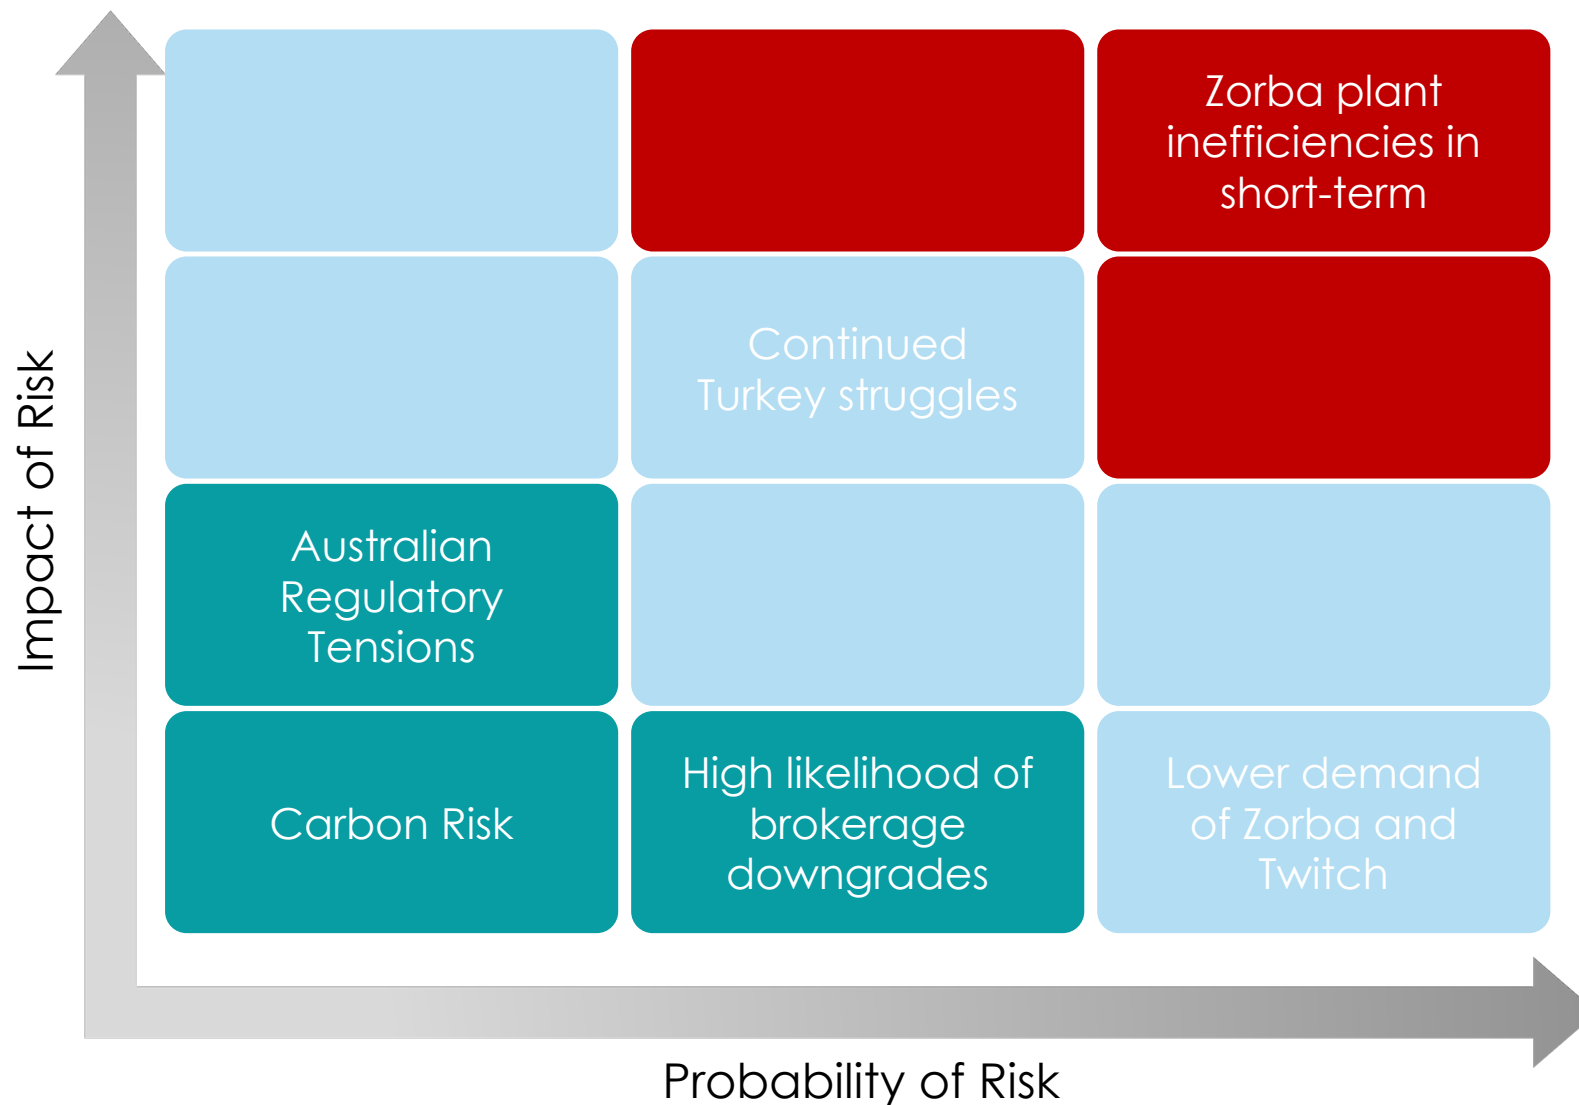 Zorba plant
inefficiencies in
short-term
Continued
Turkey struggles
Australian
Regulatory
Tensions
Carbon Risk
High likelihood of
brokerage
downgrades
Lower demand
of Zorba and
Twitch
Impact of Risk
Probability of Risk